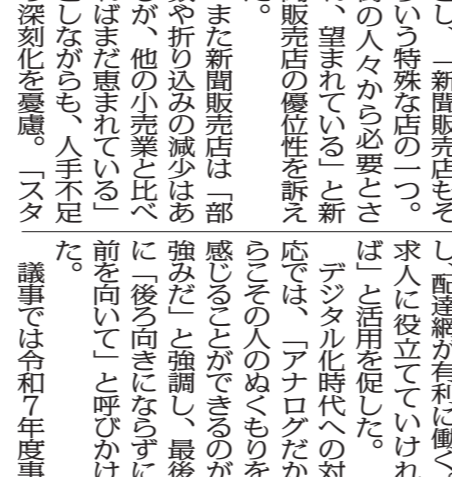 とし、「新聞販売店もそ
ういう特殊な店の一つ。
の人々から必要とさ
、望まれている」と新
販売店の優位性を訴え
。
また新聞販売店は「部
や折り込みの減少はあ
が、他の小売業と比べ
ばまだ恵まれている」
しながらも、人手不足
深刻化を憂慮。「スタ
し、配達網が有利に働く
求人に役立てていけれ
ば」と活用を促した。
デジタル化時代への対
応では、「アナログだか
らこその人のぬくもりを
感じることができるのが
強みだ」と強調し、最後
に「後ろ向きにならずに
前を向いて」と呼びかけ
た。
議事では令和7年度事